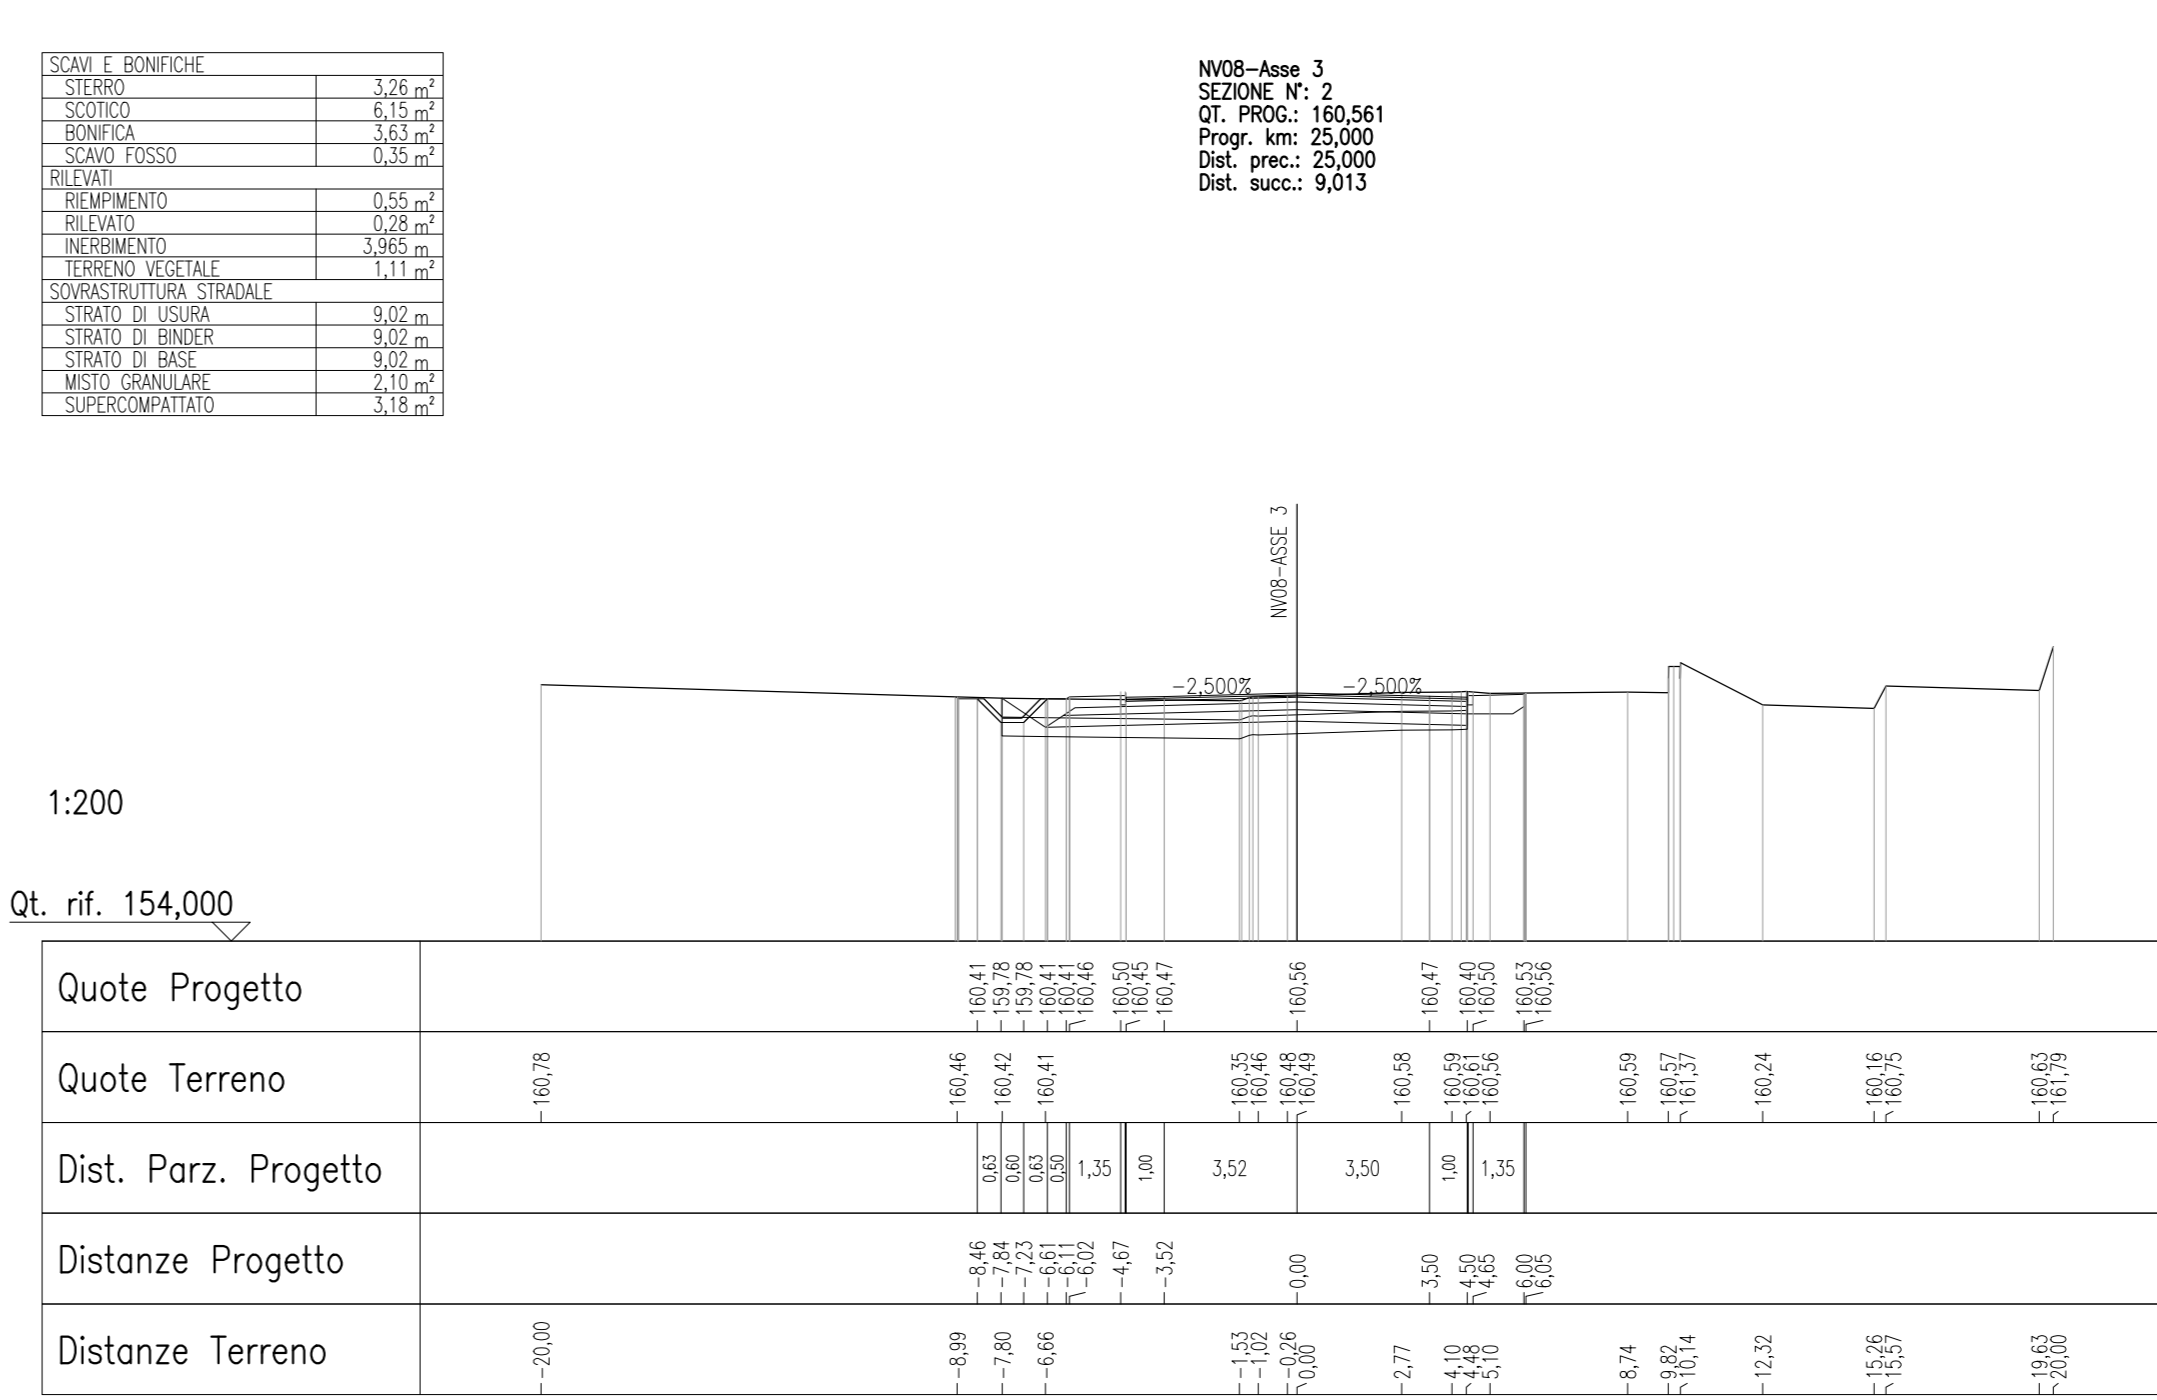 SCAVI E BONIFICHE
STERRO 3,26 m²
SCOTICO 6,15 m²
BONIFICA 3,63 m²
SCAVO FOSSO 0,35 m²
RILEVATI
RIEMPIMENTO 0,55 m²
RILEVATO 0,28 m²
INERBIMENTO 3,965 m
TERRENO VEGETALE 1,11 m²
SOVRASTRUTTURA STRADALE
STRATO DI USURA 9,02 m
STRATO DI BINDER 9,02 m
STRATO DI BASE 9,02 m
MISTO GRANULARE 2,10 m²
SUPERCOMPATTATO 3,18 m²
NV08-Asse 3
SEZIONE N°: 2
QT. PROG.: 160,561
Progr. km: 25,000
Dist. prec.: 25,000
Dist. succ.: 9,013
NV08-ASSE 3
-2,500% -2,500%
1:200
Qt. rif. 154,000
Quote Progetto 160,41 159,78 159,78 160,41 160,41 160,46 160,50 160,45 160,47 160,56 160,47 160,40 160,50 160,53 160,56
Quote Terreno 160,78 160,46 160,42 160,41 160,35 160,46 160,48 160,49 160,58 160,59 160,61 160,56 160,59 160,57 161,37 160,24 160,16 160,75 160,63 161,79
Dist. Parz. Progetto 0,63 0,60 0,63 0,50 1,35 1,00 3,52 3,50 1,00 1,35
Distanze Progetto -8,46 -7,84 -7,23 -6,61 -6,11 -6,02 -4,67 -3,52 0,00 3,50 4,50 4,65 6,00 6,05
Distanze Terreno -20,00 -8,99 -7,80 -6,66 -1,53 -1,02 -0,26 0,00 2,77 4,10 4,48 5,10 8,74 9,82 10,14 12,32 15,26 15,57 19,63 20,00